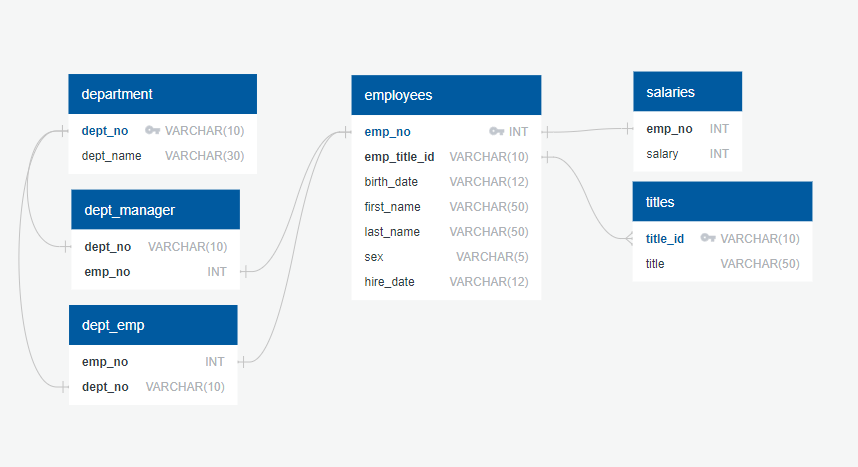 department
dept_no VARCHAR(10)
dept_name VARCHAR(30)
dept_manager
dept_no VARCHAR(10)
emp_no INT
dept_emp
emp_no INT
dept_no VARCHAR(10)
employees
emp_no INT
emp_title_id VARCHAR(10)
birth_date VARCHAR(12)
first_name VARCHAR(50)
last_name VARCHAR(50)
sex VARCHAR(5)
hire_date VARCHAR(12)
salaries
emp_no INT
salary INT
titles
title_id VARCHAR(10)
title VARCHAR(50)